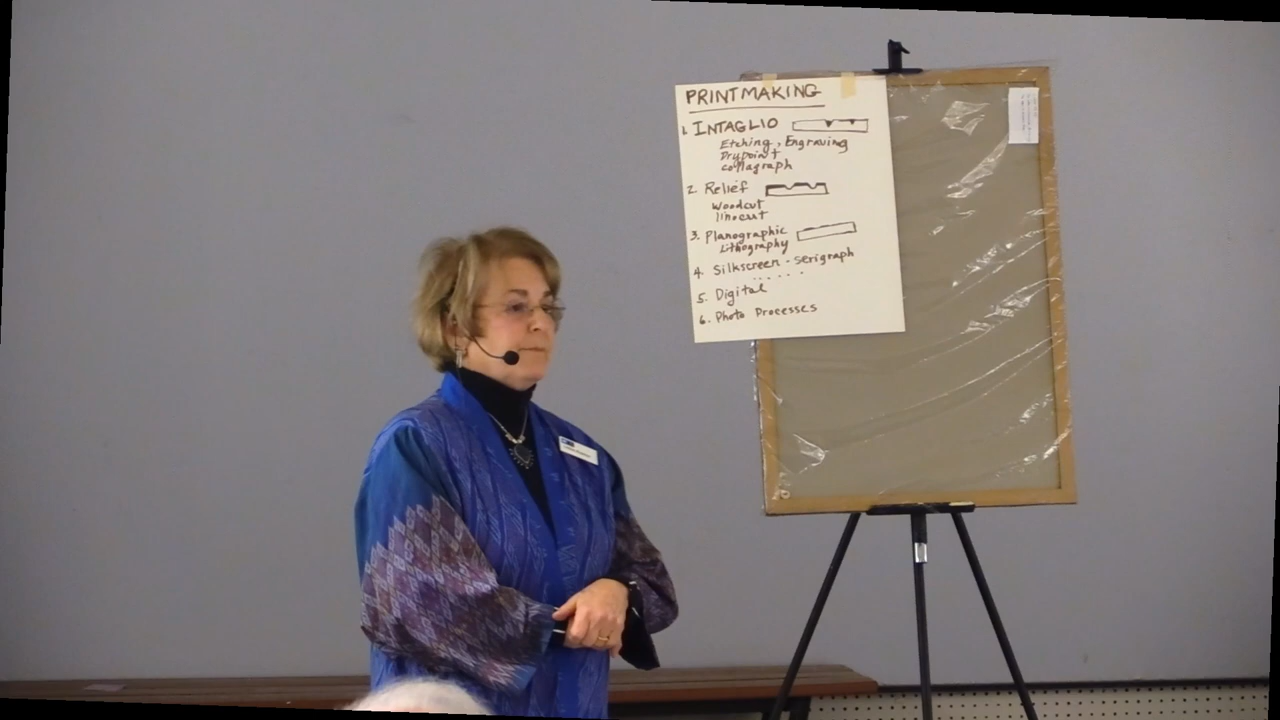 PRINTMAKING
1. INTAGLIO
Etching, Engraving
Drypoint
collagraph
2. Relief
Woodcut
linocut
3. Planographic
Lithography
4. Silkscreen - serigraph
. . . . . .
5. Digital
6. Photo Processes